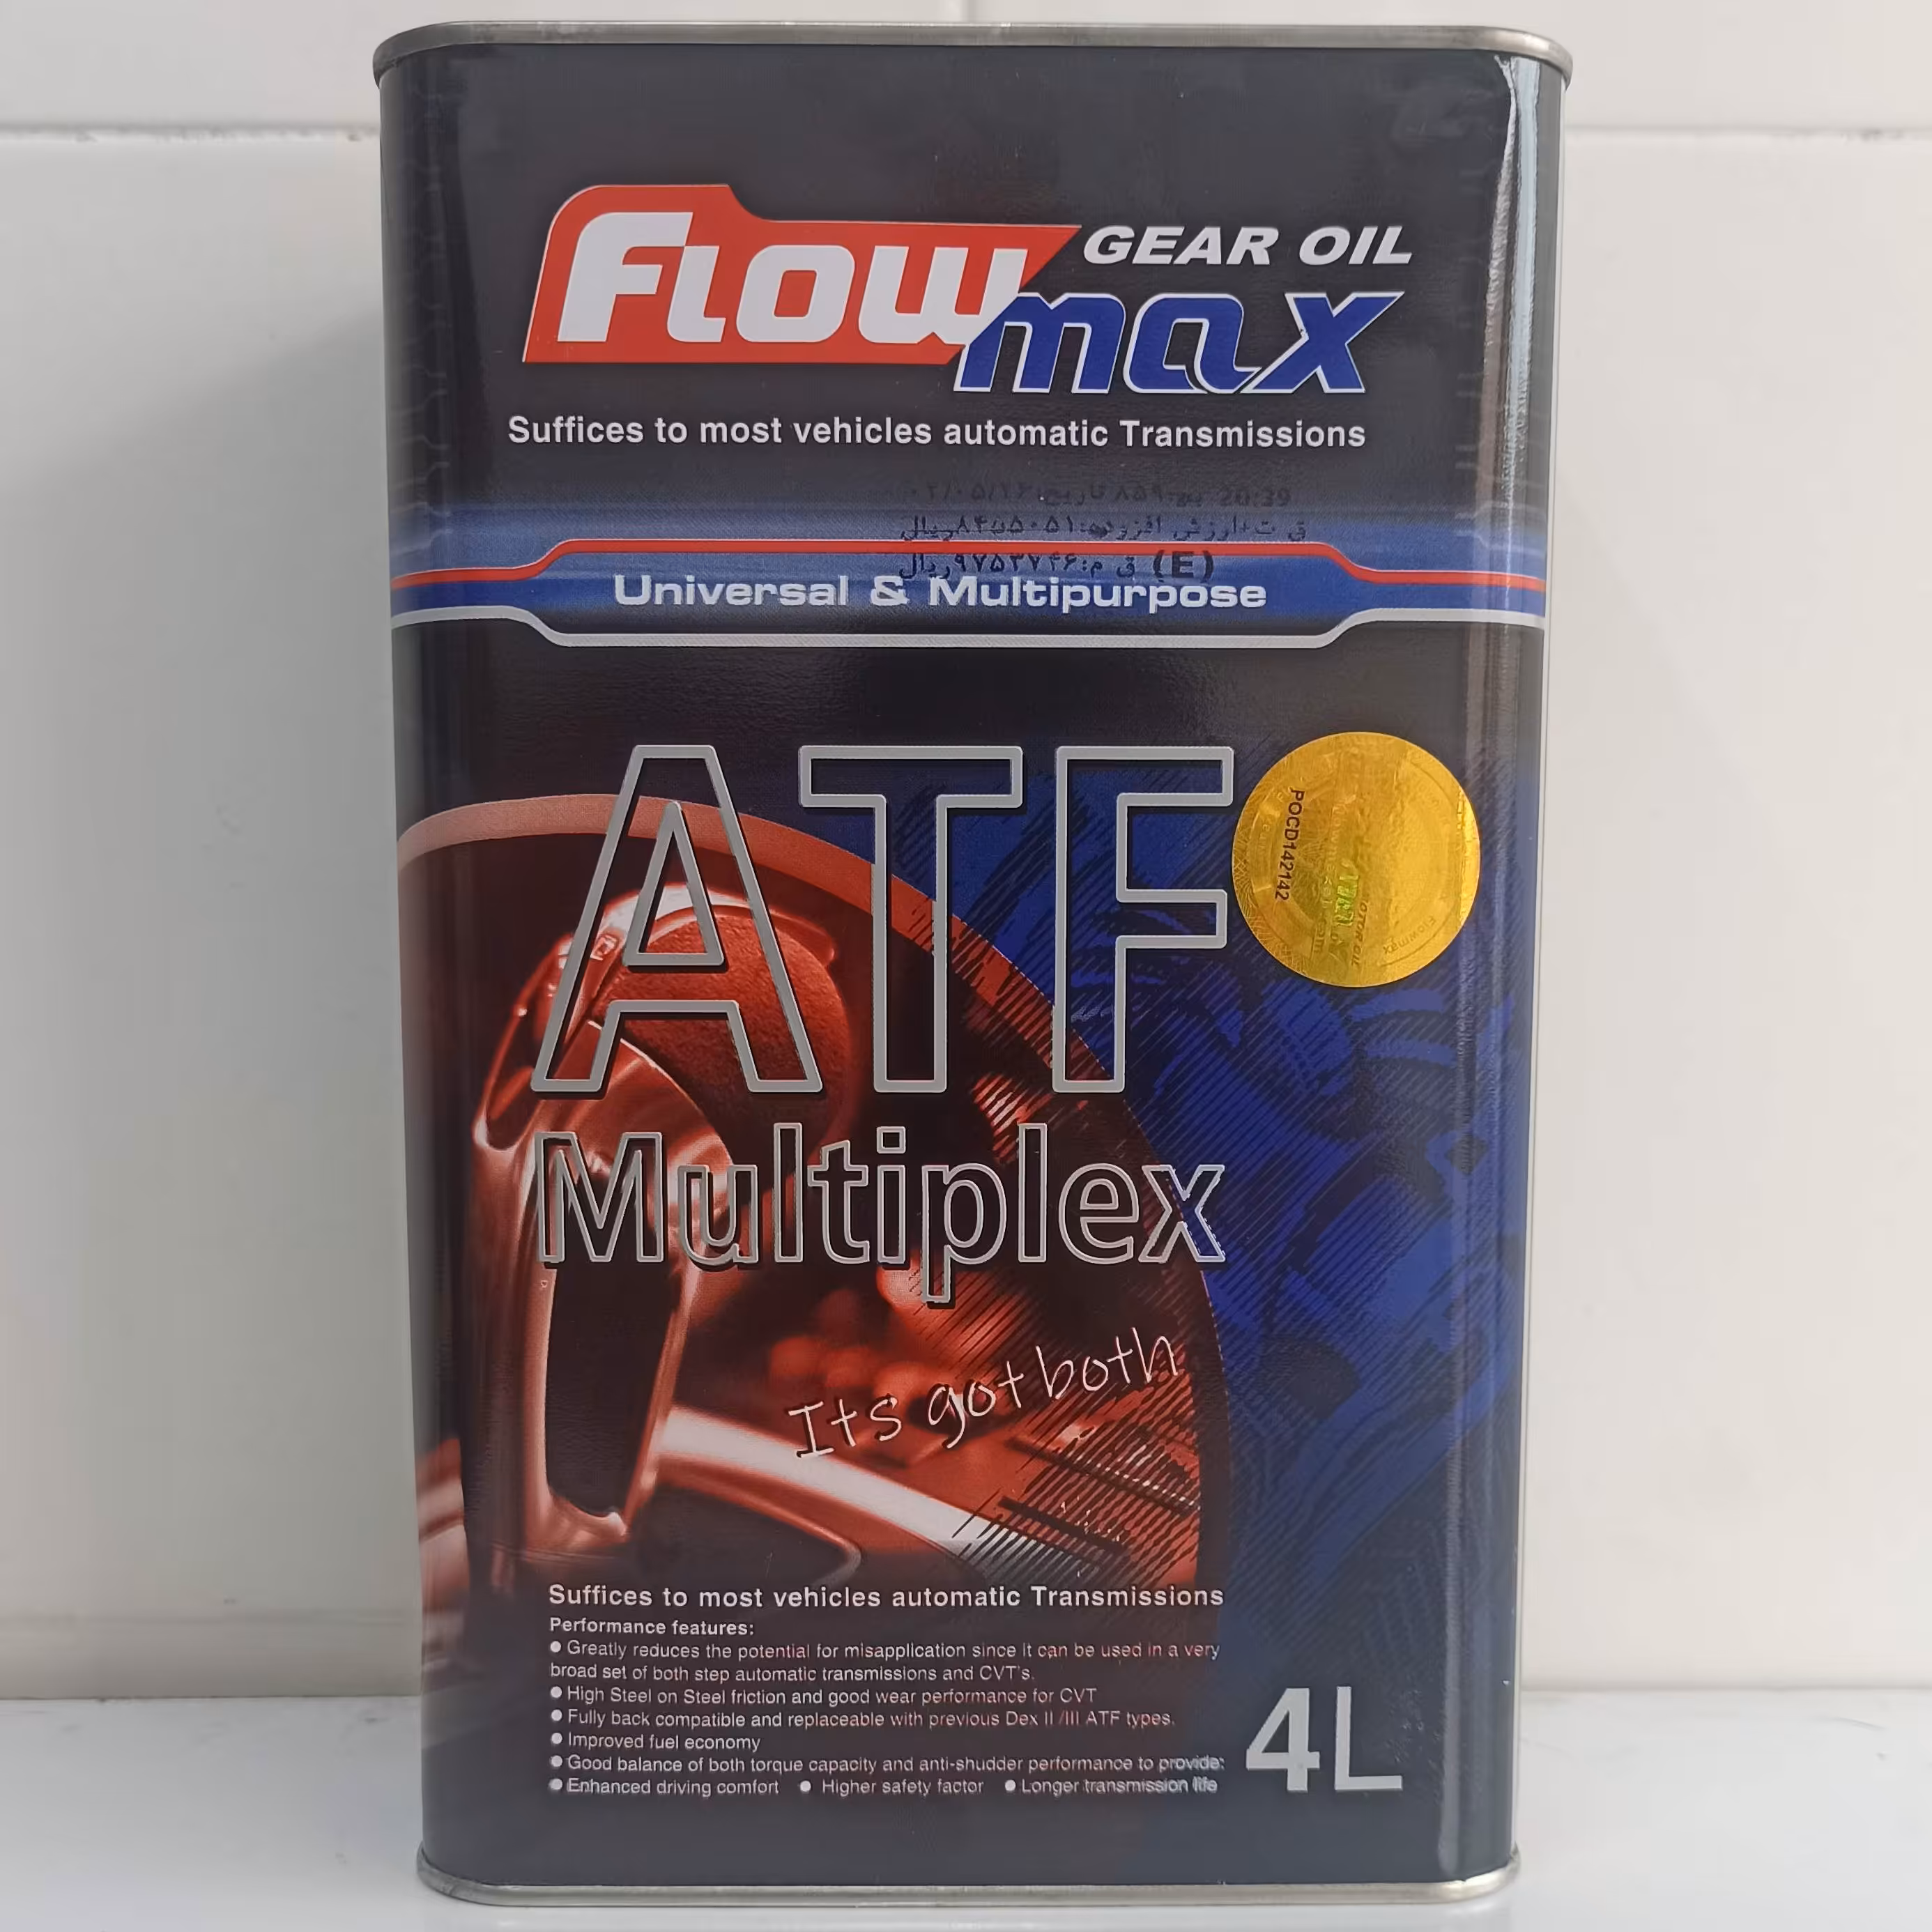 Flow
GEAR OIL
max
Suffices to most vehicles automatic Transmissions
20:39
(E) ق م:۹۷۵۳۷۴۶ریال
Universal & Multipurpose
ATF
POCD142142
Flowmax
Multiplex
Its got both
Suffices to most vehicles automatic Transmissions
Performance features:
● Greatly reduces the potential for misapplication since it can be used in a very
broad set of both step automatic transmissions and CVT's.
● High Steel on Steel friction and good wear performance for CVT
● Fully back compatible and replaceable with previous Dex II /III ATF types.
● Improved fuel economy
● Good balance of both torque capacity and anti-shudder performance to provide:
● Enhanced driving comfort ● Higher safety factor ● Longer transmission life
4L